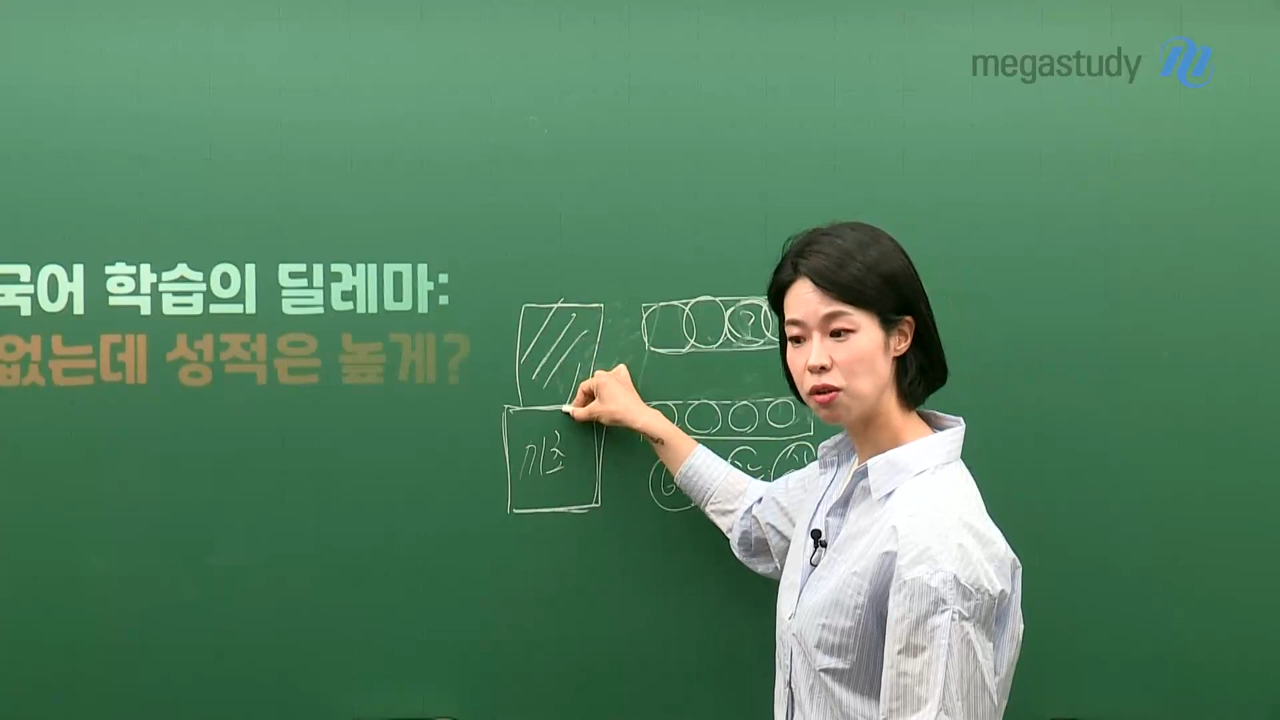 megastudy
국어 학습의 딜레마:
없는데 성적은 높게?
기초
?